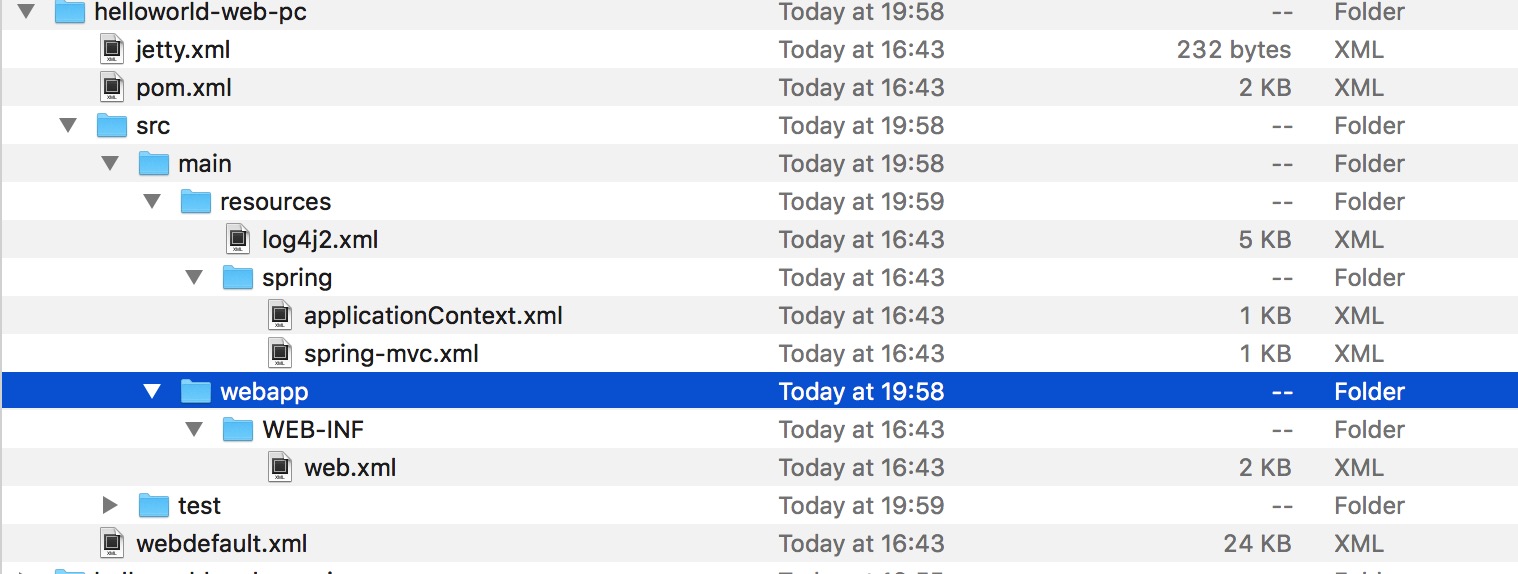 helloworld-web-pc Today at 19:58 -- Folder
jetty.xml Today at 16:43 232 bytes XML
pom.xml Today at 16:43 2 KB XML
src Today at 19:58 -- Folder
main Today at 19:58 -- Folder
resources Today at 19:59 -- Folder
log4j2.xml Today at 16:43 5 KB XML
spring Today at 16:43 -- Folder
applicationContext.xml Today at 16:43 1 KB XML
spring-mvc.xml Today at 16:43 1 KB XML
webapp Today at 19:58 -- Folder
WEB-INF Today at 16:43 -- Folder
web.xml Today at 16:43 2 KB XML
test Today at 19:59 -- Folder
webdefault.xml Today at 16:43 24 KB XML